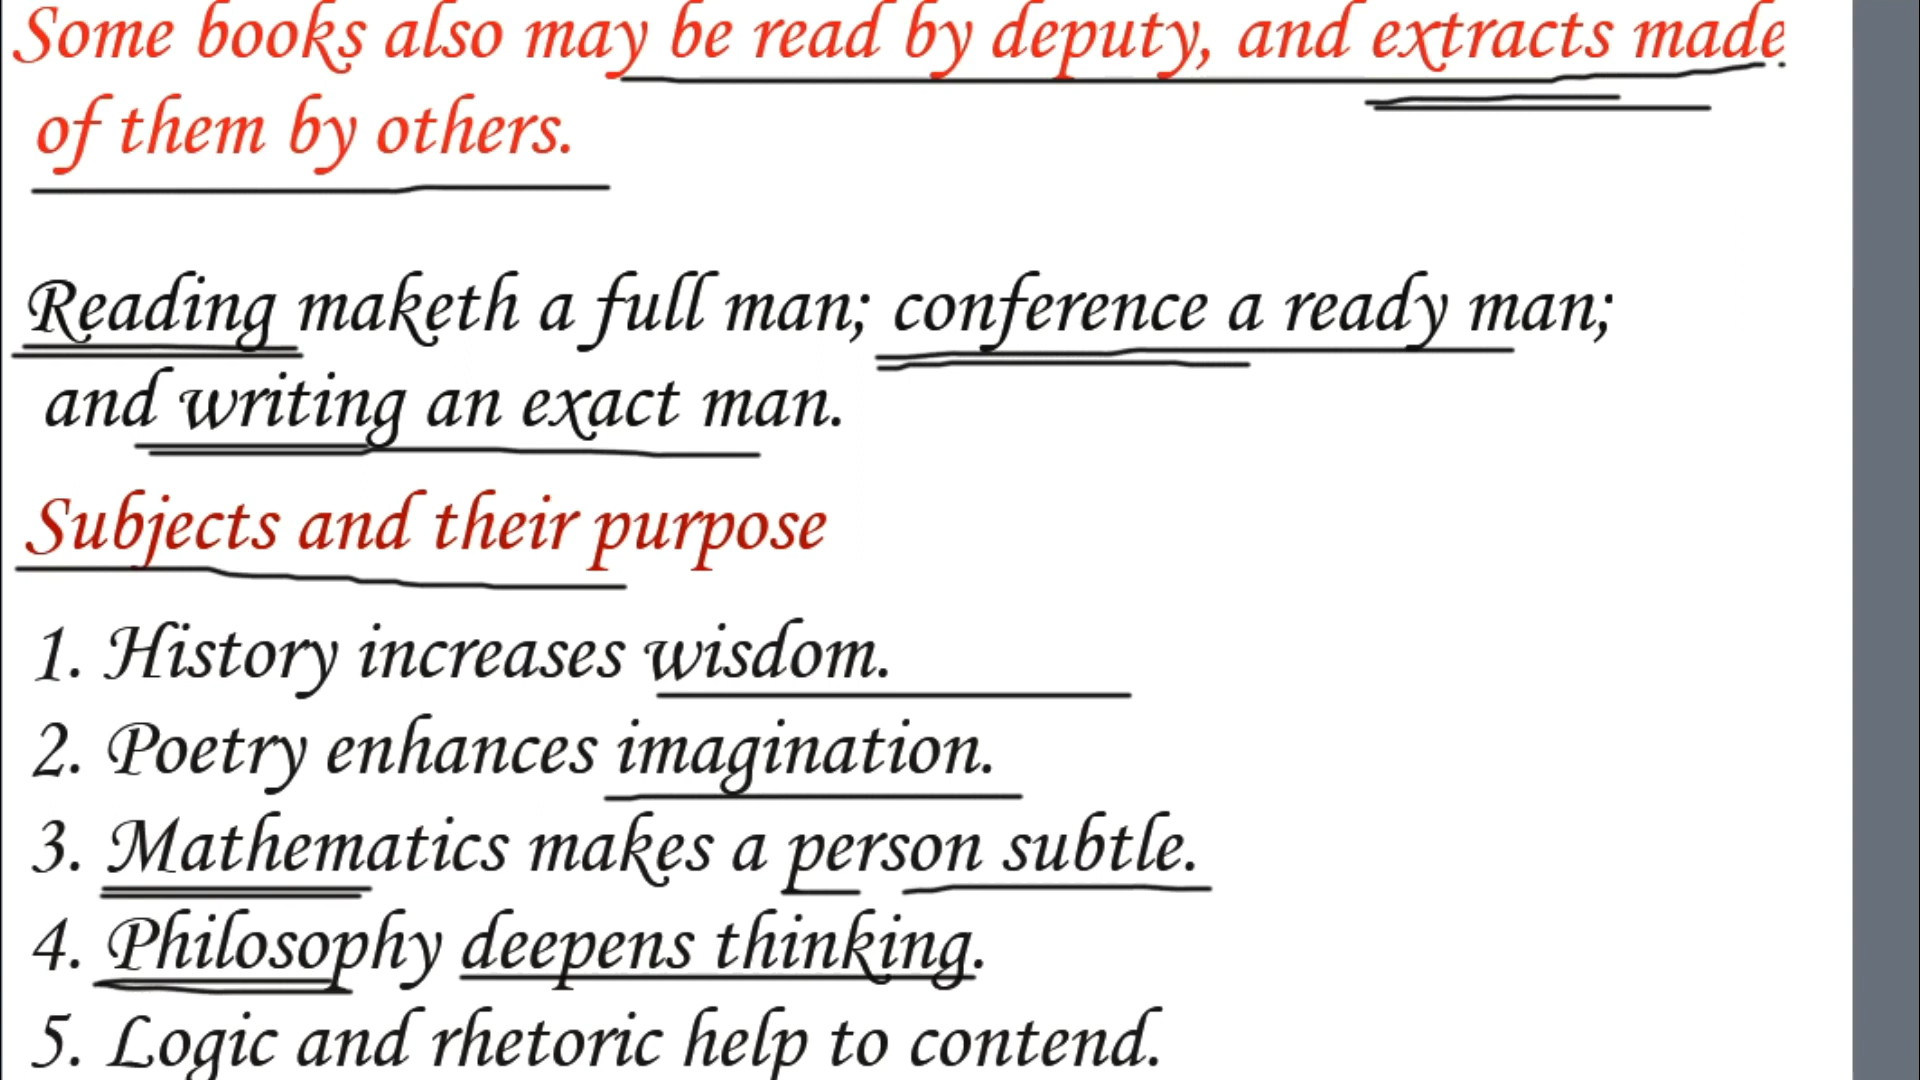 Some books also may be read by deputy, and extracts made
of them by others.
Reading maketh a full man; conference a ready man;
and writing an exact man.
Subjects and their purpose
1. History increases wisdom.
2. Poetry enhances imagination.
3. Mathematics makes a person subtle.
4. Philosophy deepens thinking.
5. Logic and rhetoric help to contend.